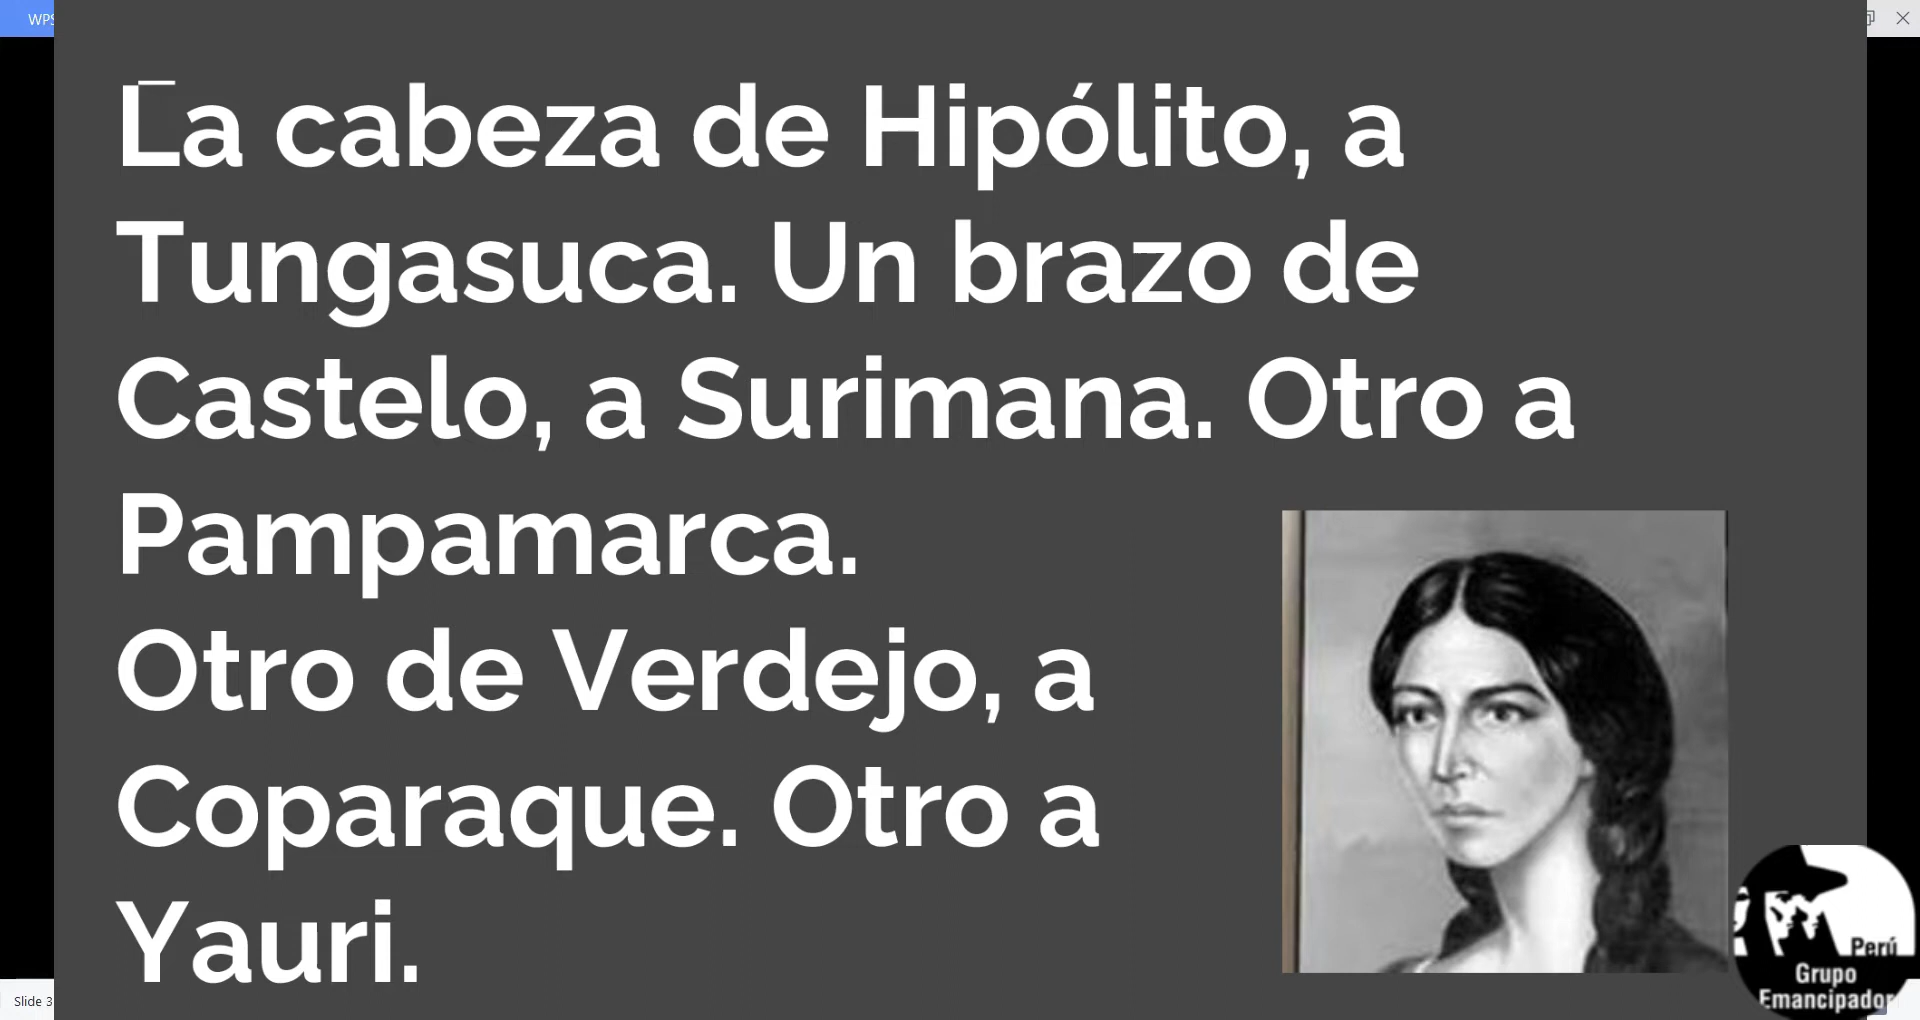 WPS
La cabeza de Hipólito, a
Tungasuca. Un brazo de
Castelo, a Surimana. Otro a
Pampamarca.
Otro de Verdejo, a
Coparaque. Otro a
Yauri.
Perú
Grupo
Emancipador
Slide 3